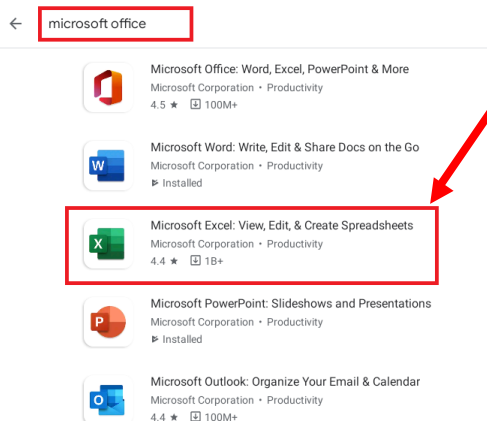 microsoft office
Microsoft Office: Word, Excel, PowerPoint & More
Microsoft Corporation • Productivity
4.5 ★ 100M+
Microsoft Word: Write, Edit & Share Docs on the Go
Microsoft Corporation • Productivity
Installed
W
Microsoft Excel: View, Edit, & Create Spreadsheets
Microsoft Corporation • Productivity
4.4 ★ 1B+
X
Microsoft PowerPoint: Slideshows and Presentations
Microsoft Corporation • Productivity
Installed
P
Microsoft Outlook: Organize Your Email & Calendar
Microsoft Corporation • Productivity
4.4 ★ 100M+
O